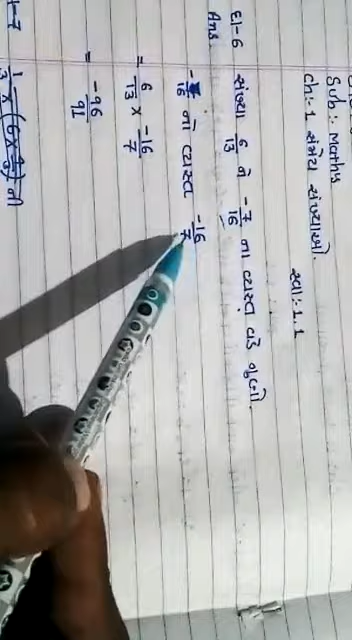 Sub :- Maths
Ch:- 1 સંમેય સંખ્યાઓ.
સ્વા :- 1.1
દા-6 સંખ્યા 6/13 ને -7/16 ના વ્યસ્ત વડે ગુણો.
Ans
-7/16 નો વ્યસ્ત -16/7
= 6/13 × -16/7
= -96/91